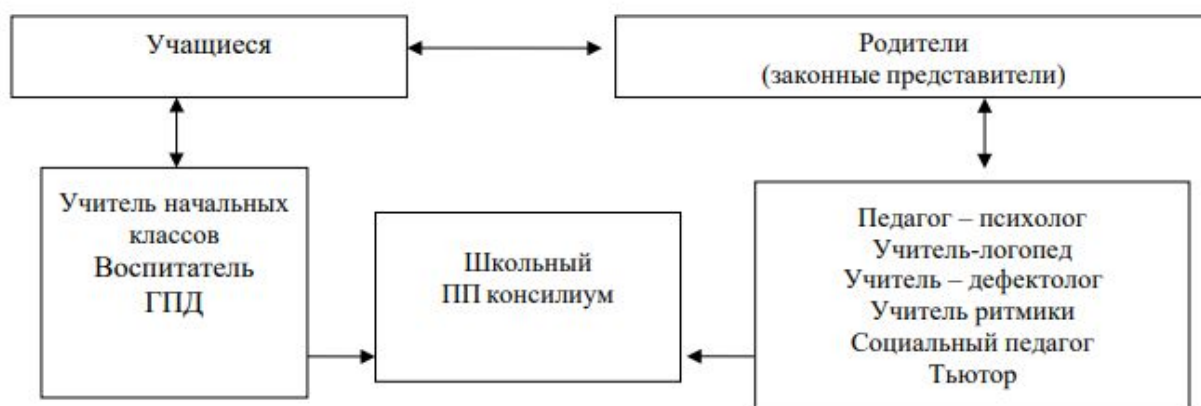 Учащиеся
Родители
(законные представители)
Учитель начальных
классов
Воспитатель
ГПД
Школьный
ПП консилиум
Педагог – психолог
Учитель-логопед
Учитель – дефектолог
Учитель ритмики
Социальный педагог
Тьютор